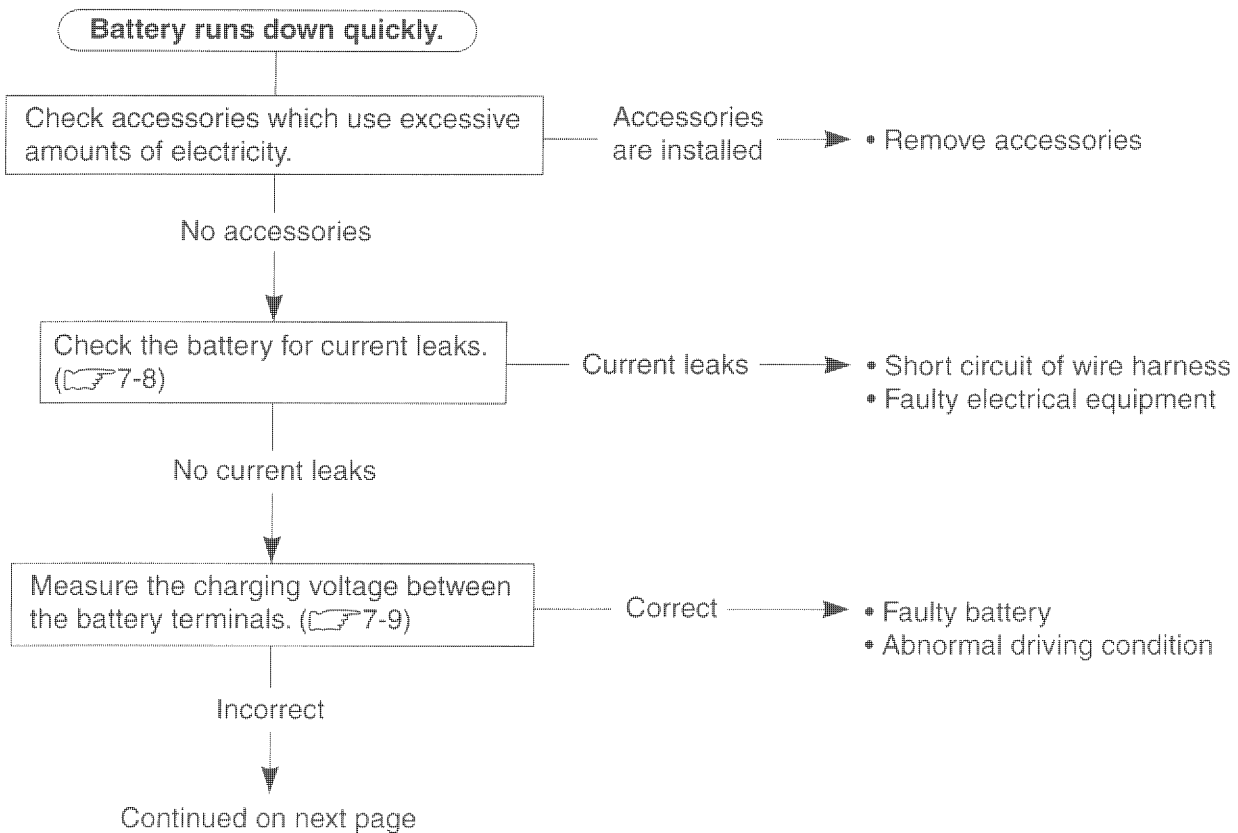 Battery runs down quickly.
Check accessories which use excessive
amounts of electricity.
Accessories
are installed
• Remove accessories
No accessories
Check the battery for current leaks.
(☞7-8)
Current leaks
• Short circuit of wire harness
• Faulty electrical equipment
No current leaks
Measure the charging voltage between
the battery terminals. (☞7-9)
Correct
• Faulty battery
• Abnormal driving condition
Incorrect
Continued on next page